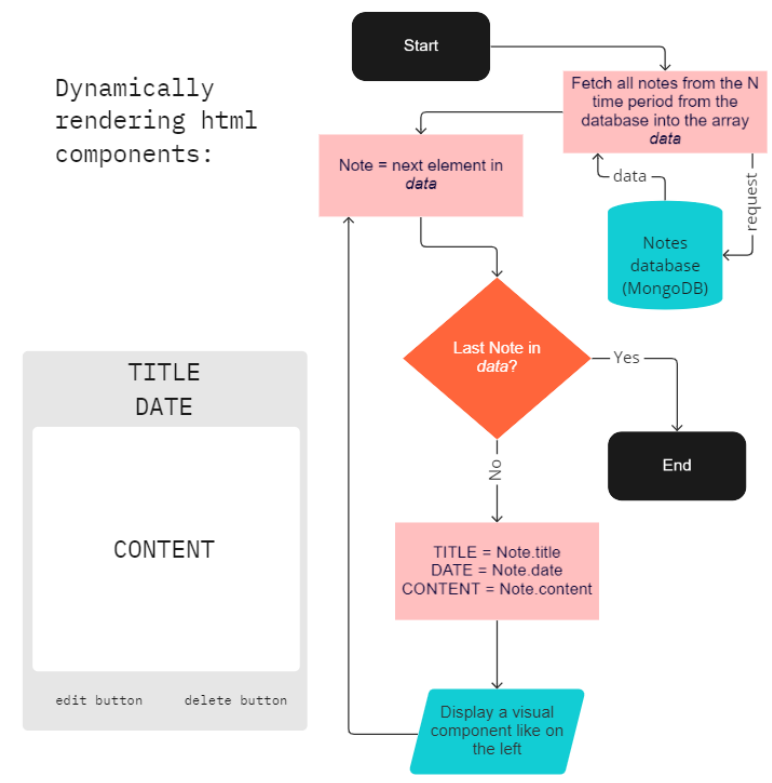 Start
Dynamically
rendering html
components:
Fetch all notes from the N
time period from the
database into the array
data
Note = next element in
data
data
request
Notes
database
(MongoDB)
Last Note in
data?
Yes
End
No
TITLE
DATE
CONTENT
edit button
delete button
TITLE = Note.title
DATE = Note.date
CONTENT = Note.content
Display a visual
component like on
the left